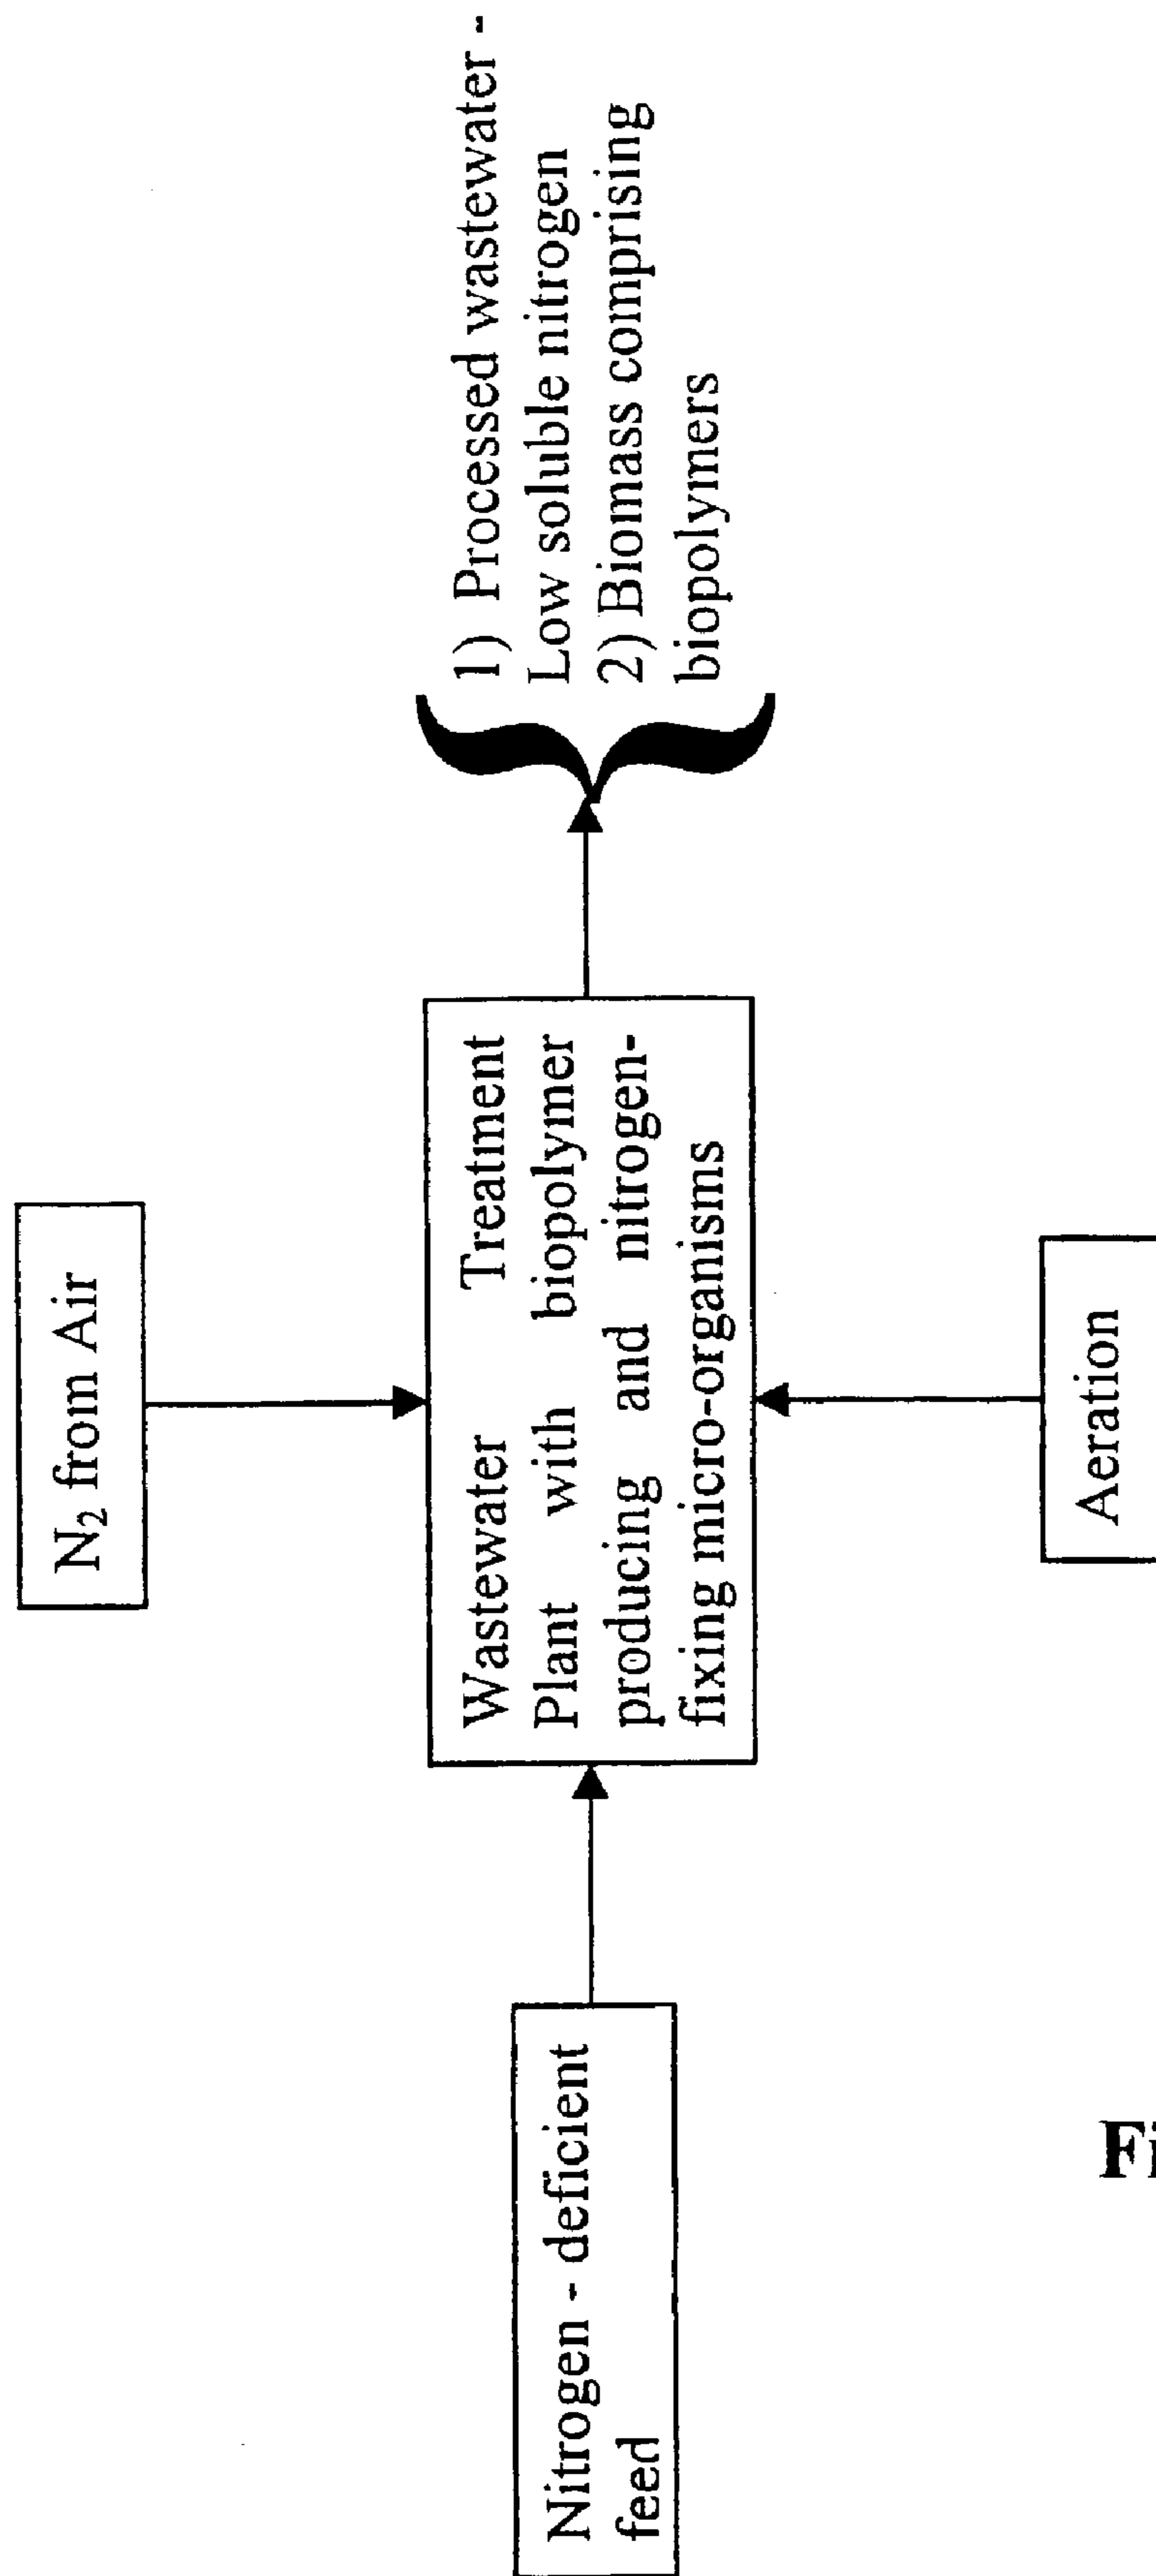 N₂ from Air
Nitrogen - deficient
feed
Wastewater Treatment
Plant with biopolymer
producing and nitrogen-
fixing micro-organisms
1) Processed wastewater -
Low soluble nitrogen
2) Biomass comprising
biopolymers
Aeration